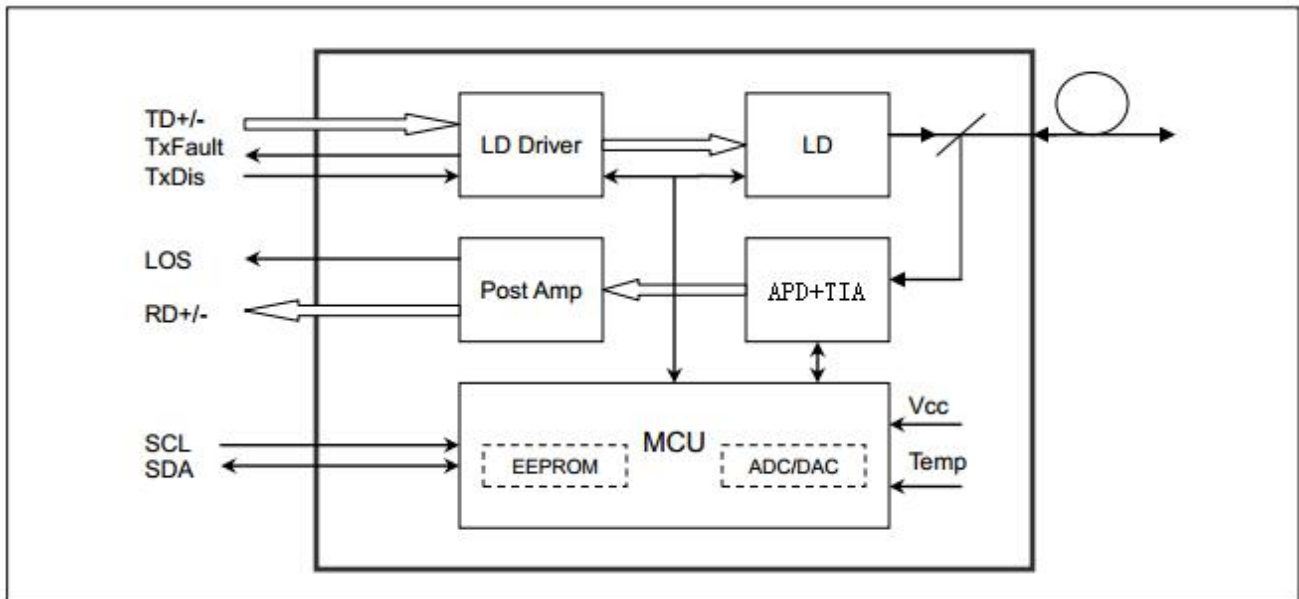 TD+/-
TxFault
TxDis
LD Driver
LD
LOS
RD+/-
Post Amp
APD+TIA
SCL
SDA
MCU
EEPROM
ADC/DAC
Vcc
Temp